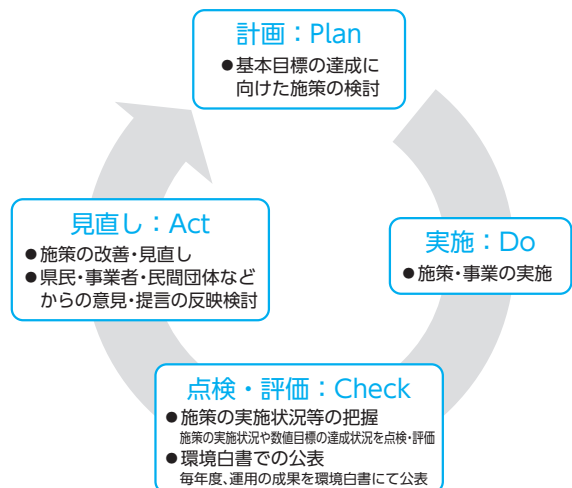 計画：Plan
●基本目標の達成に
向けた施策の検討
実施：Do
●施策・事業の実施
点検・評価：Check
●施策の実施状況等の把握
施策の実施状況や数値目標の達成状況を点検・評価
●環境白書での公表
毎年度、運用の成果を環境白書にて公表
見直し：Act
●施策の改善・見直し
●県民・事業者・民間団体など
からの意見・提言の反映検討